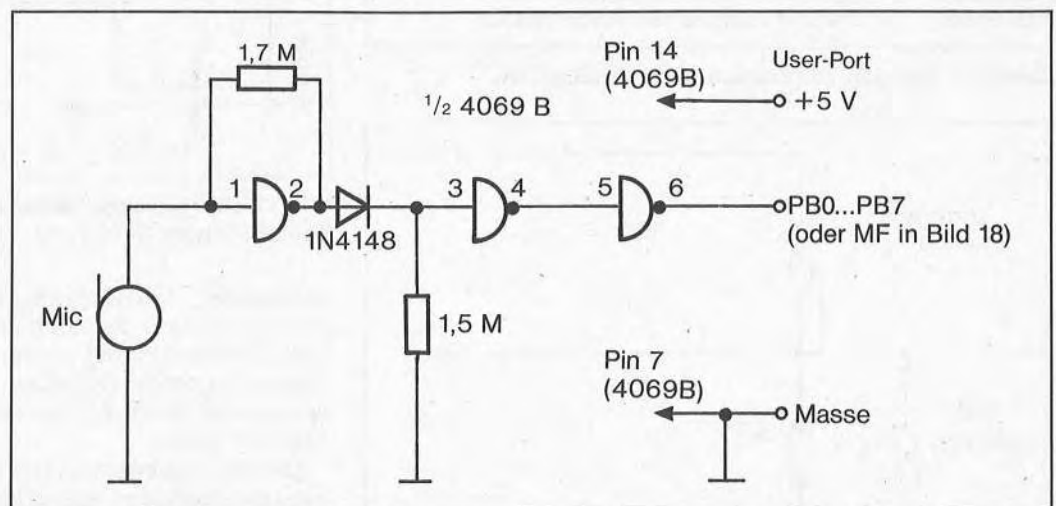 1,7 M
Pin 14
(4069B)
User-Port
+5 V
1/2 4069 B
1
2
1N4148
3
4
5
6
PB0...PB7
(oder MF in Bild 18)
Mic
1,5 M
Pin 7
(4069B)
Masse